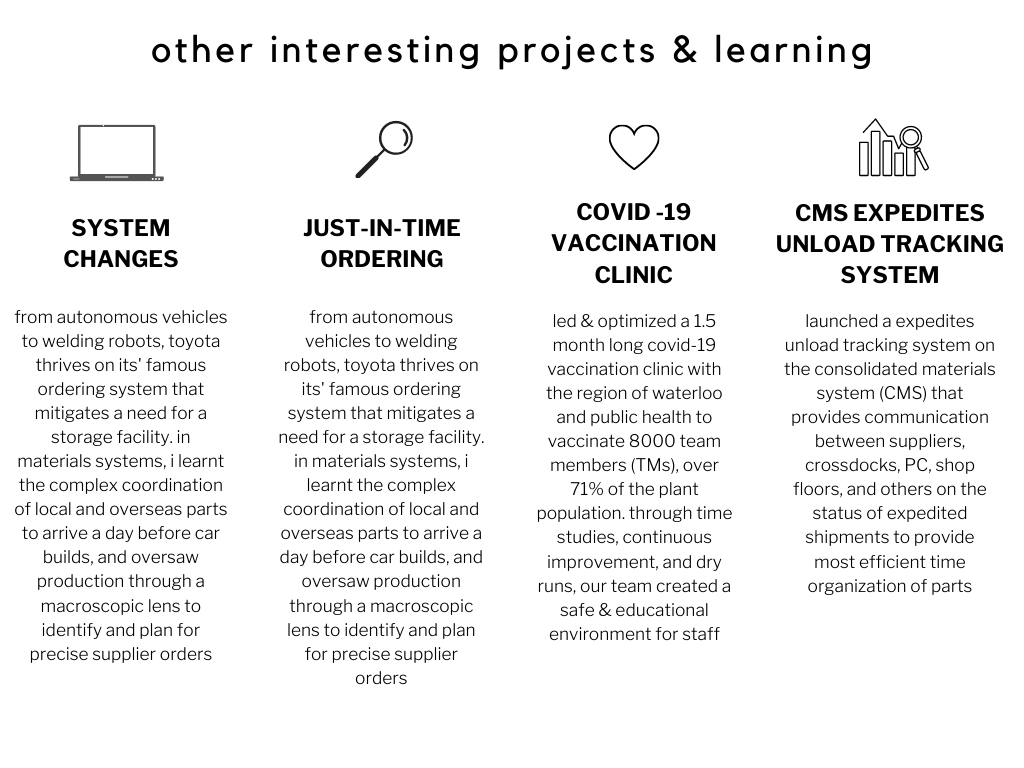 other interesting projects & learning
SYSTEM
CHANGES
from autonomous vehicles
to welding robots, toyota
thrives on its' famous
ordering system that
mitigates a need for a
storage facility. in
materials systems, i learnt
the complex coordination
of local and overseas parts
to arrive a day before car
builds, and oversaw
production through a
macroscopic lens to
identify and plan for
precise supplier orders
JUST-IN-TIME
ORDERING
from autonomous
vehicles to welding
robots, toyota thrives on
its' famous ordering
system that mitigates a
need for a storage facility.
in materials systems, i
learnt the complex
coordination of local and
overseas parts to arrive a
day before car builds, and
oversaw production
through a macroscopic
lens to identify and plan
for precise supplier
orders
COVID -19
VACCINATION
CLINIC
led & optimized a 1.5
month long covid-19
vaccination clinic with
the region of waterloo
and public health to
vaccinate 8000 team
members (TMs), over
71% of the plant
population. through time
studies, continuous
improvement, and dry
runs, our team created a
safe & educational
environment for staff
CMS EXPEDITES
UNLOAD TRACKING
SYSTEM
launched a expedites
unload tracking system on
the consolidated materials
system (CMS) that
provides communication
between suppliers,
crossdocks, PC, shop
floors, and others on the
status of expedited
shipments to provide
most efficient time
organization of parts